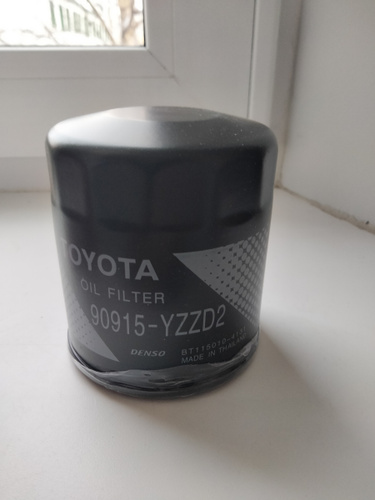 TOYOTA
OIL FILTER
90915-YZZD2
DENSO
MADE IN THAILAND